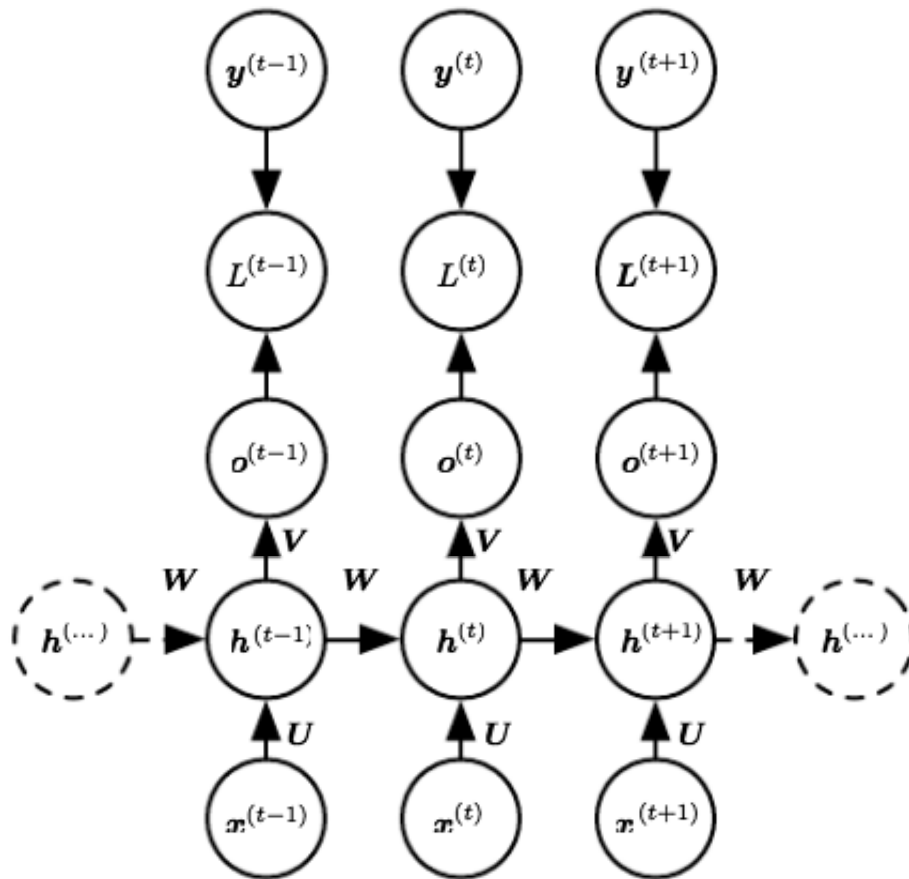 y(t−1) y(t) y(t+1)
L(t−1) L(t) L(t+1)
o(t−1) o(t) o(t+1)
V V V
W W W W
h(...) h(t−1) h(t) h(t+1) h(...)
U U U
x(t−1) x(t) x(t+1)